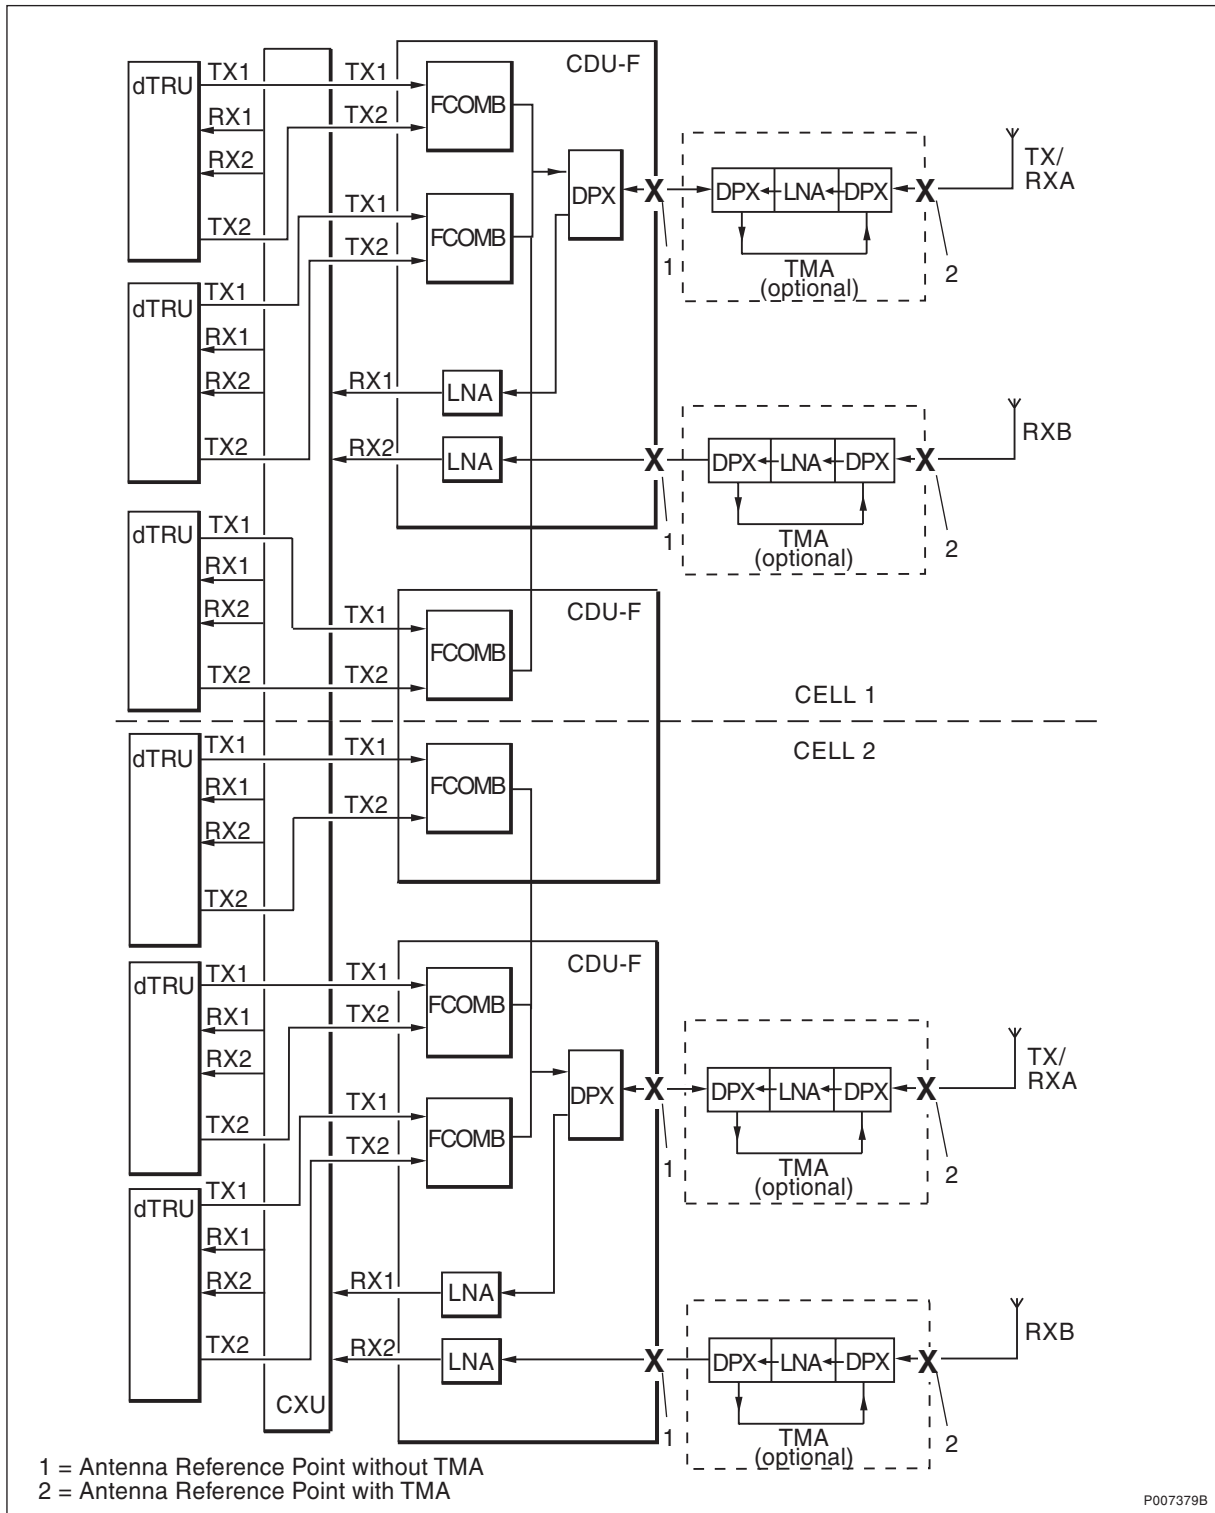 dTRU
TX1
TX1
CDU-F
FCOMB
RX1
TX2
RX2
TX/
RXA
DPX
DPX
LNA
DPX
TX2
TX1
FCOMB
TX2
1
2
TMA
(optional)
dTRU
TX1
RX1
RX2
RX1
LNA
RXB
TX2
RX2
LNA
DPX
LNA
DPX
dTRU
TX1
1
2
TMA
(optional)
RX1
RX2
TX1
CDU-F
FCOMB
TX2
TX2
CELL 1
CELL 2
dTRU
TX1
TX1
FCOMB
RX1
TX2
RX2
TX2
dTRU
TX1
TX1
CDU-F
FCOMB
RX1
TX2
RX2
TX/
RXA
DPX
DPX
LNA
DPX
TX2
TX1
FCOMB
TX2
1
2
TMA
(optional)
dTRU
TX1
RX1
RX2
RX1
LNA
RXB
TX2
RX2
LNA
DPX
LNA
DPX
CXU
1
2
TMA
(optional)
1 = Antenna Reference Point without TMA
2 = Antenna Reference Point with TMA
P007379B
X
X
X
X
X
X
X
X